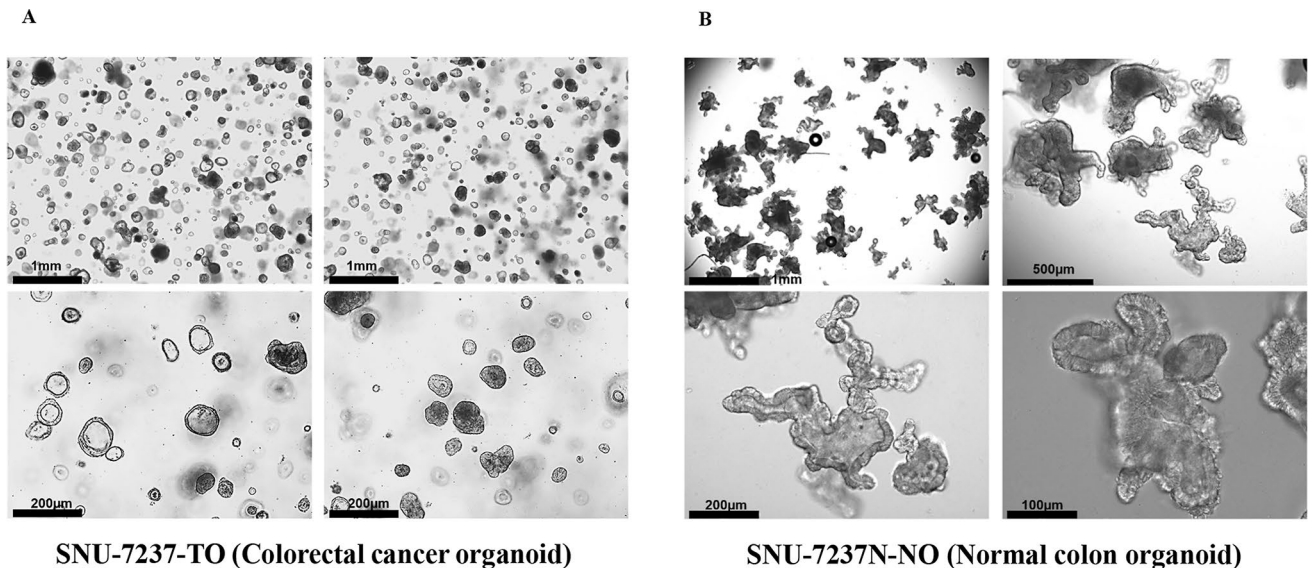 A
B
1mm
1mm
1mm
500μm
200μm
200μm
200μm
100μm
SNU-7237-TO (Colorectal cancer organoid)
SNU-7237N-NO (Normal colon organoid)